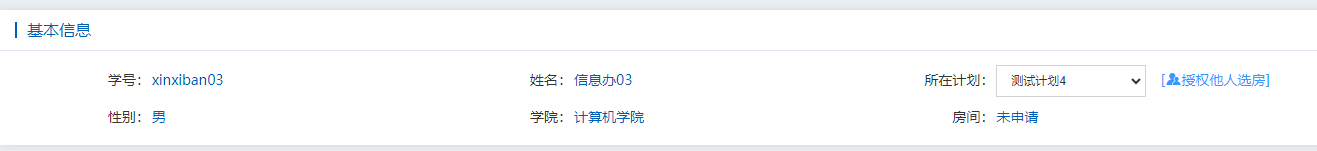 基本信息
学号： xinxiban03 姓名： 信息办03 所在计划： 测试计划4 [授权他人选房]
性别： 男 学院： 计算机学院 房间： 未申请